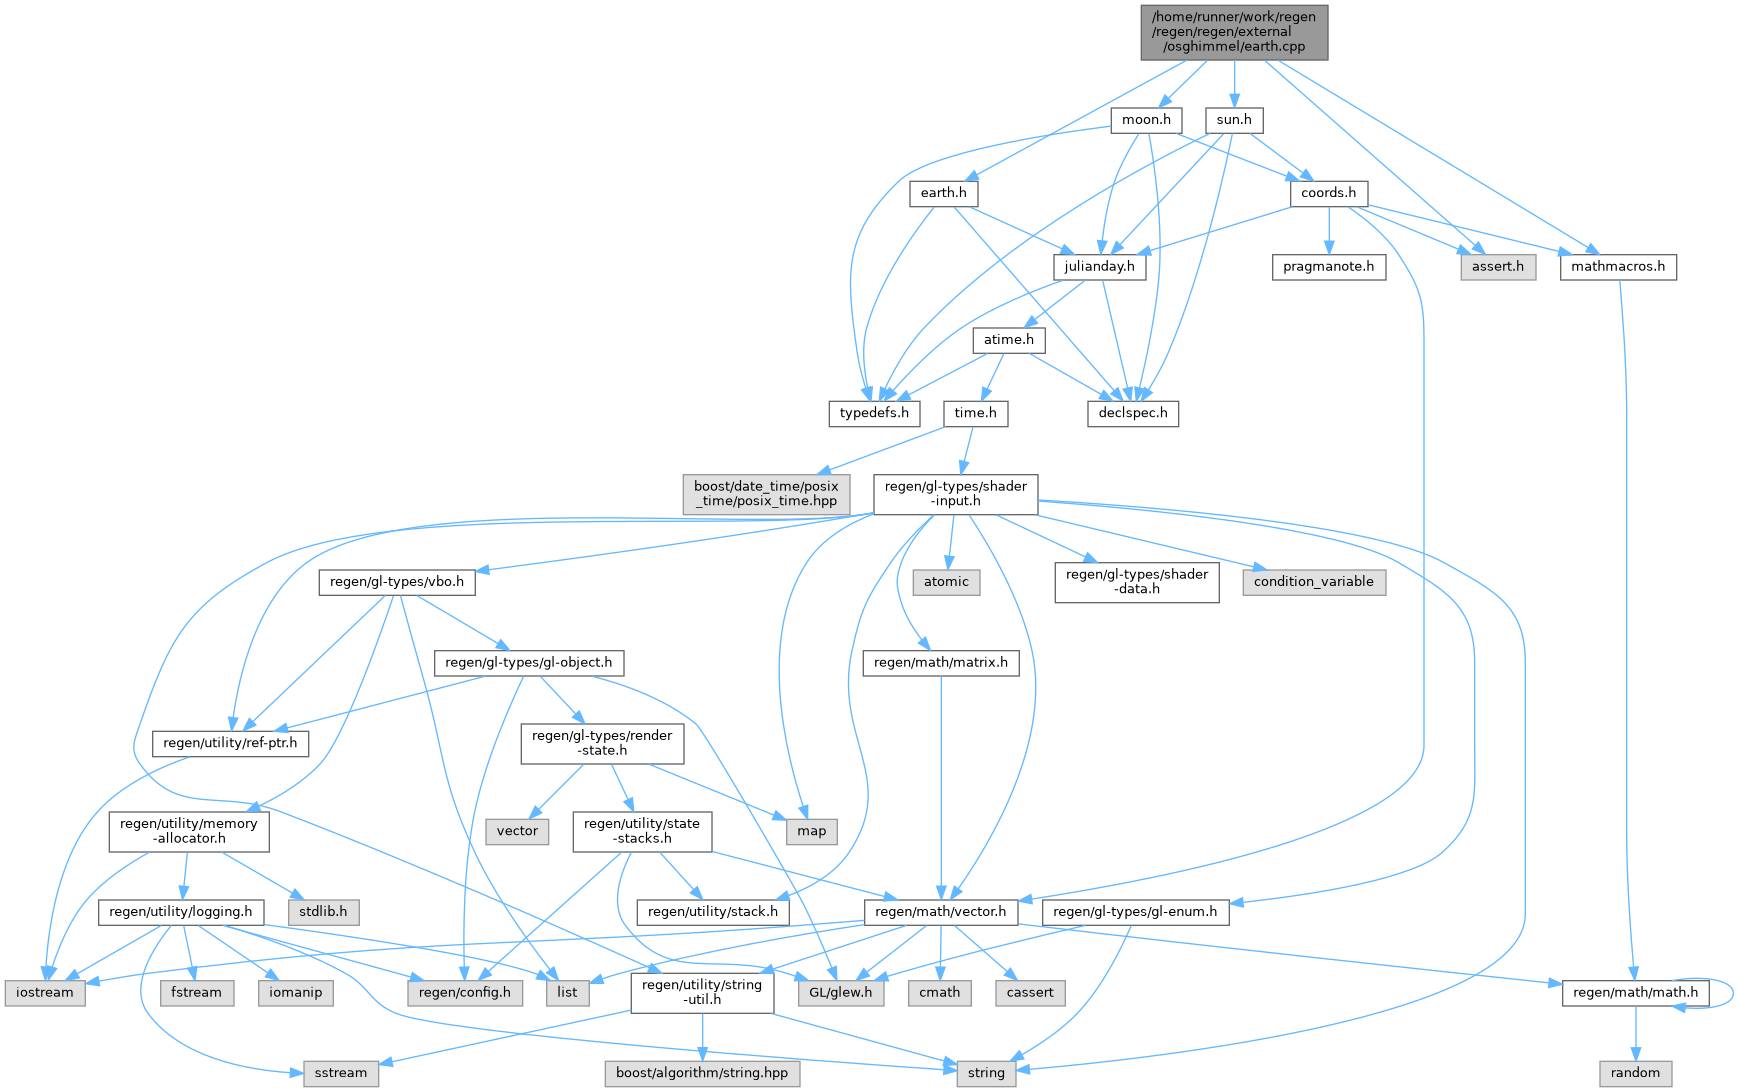 /home/runner/work/regen
/regen/regen/external
/osghimmel/earth.cpp
moon.h
sun.h
earth.h
coords.h
julianday.h
pragmanote.h
assert.h
mathmacros.h
atime.h
typedefs.h
time.h
declspec.h
boost/date_time/posix
_time/posix_time.hpp
regen/gl-types/shader
-input.h
regen/gl-types/vbo.h
atomic
regen/gl-types/shader
-data.h
condition_variable
regen/gl-types/gl-object.h
regen/math/matrix.h
regen/utility/ref-ptr.h
regen/gl-types/render
-state.h
regen/utility/memory
-allocator.h
vector
regen/utility/state
-stacks.h
map
regen/utility/logging.h
stdlib.h
regen/utility/stack.h
regen/math/vector.h
regen/gl-types/gl-enum.h
iostream
fstream
iomanip
regen/config.h
list
regen/utility/string
-util.h
GL/glew.h
cmath
cassert
regen/math/math.h
sstream
boost/algorithm/string.hpp
string
random